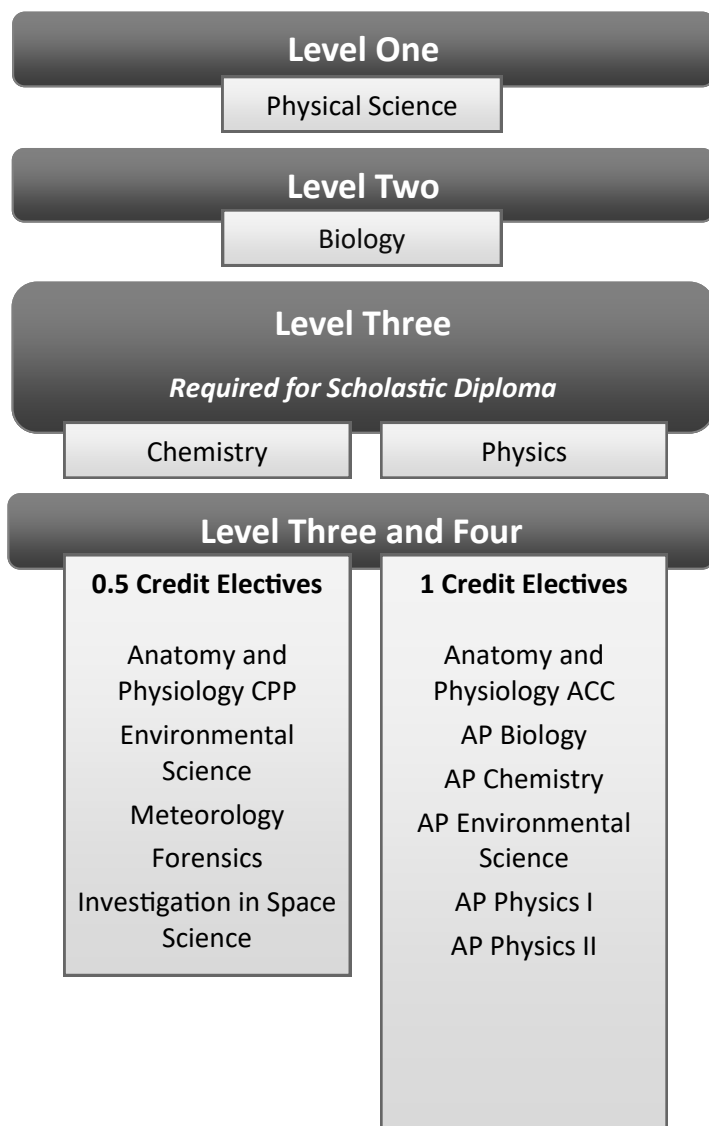 Level One
Physical Science
Level Two
Biology
Level Three
Required for Scholastic Diploma
Chemistry
Physics
Level Three and Four
0.5 Credit Electives
Anatomy and
Physiology CPP
Environmental
Science
Meteorology
Forensics
Investigation in Space
Science
1 Credit Electives
Anatomy and
Physiology ACC
AP Biology
AP Chemistry
AP Environmental
Science
AP Physics I
AP Physics II